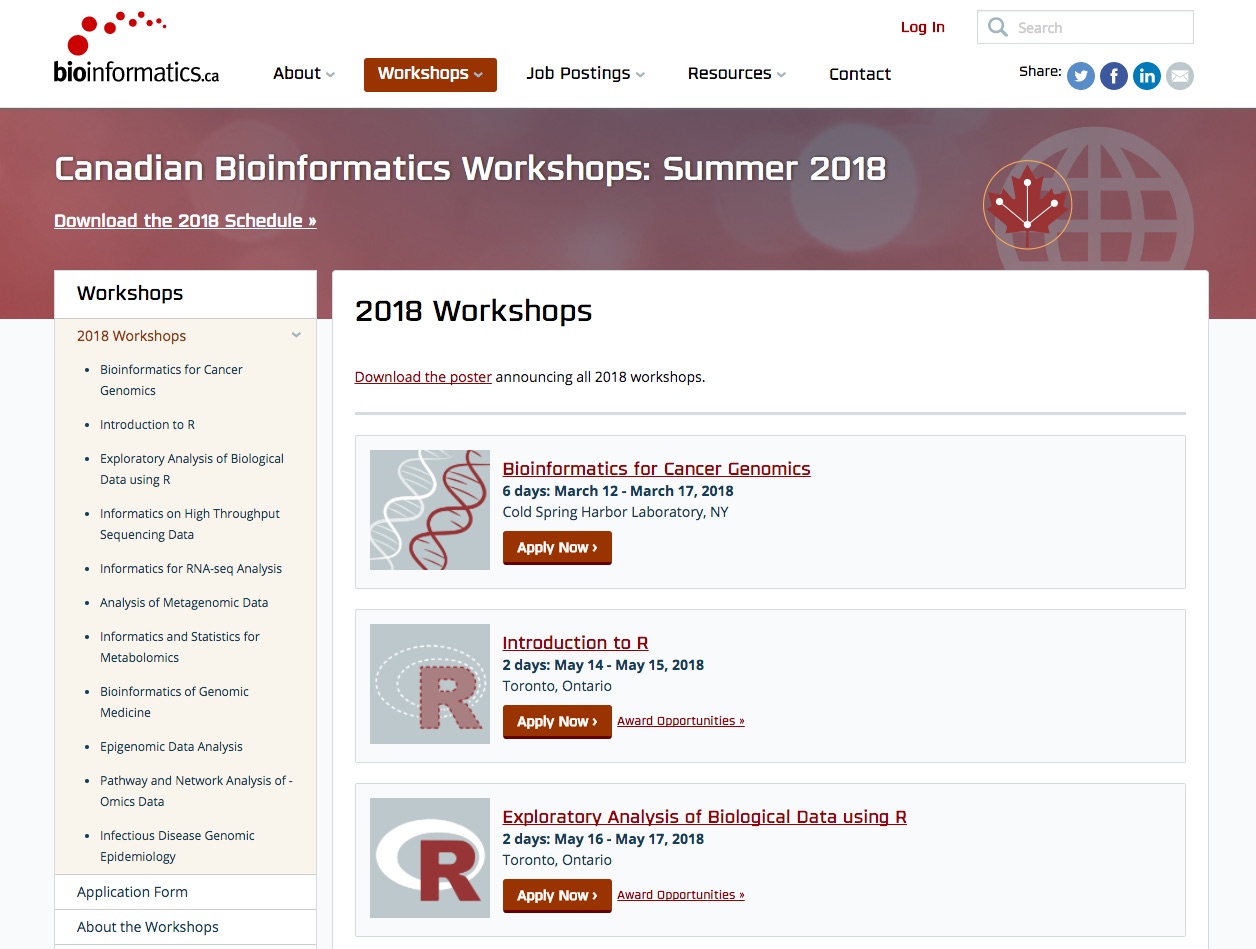 Log In
Search
bioinformatics.ca
About
Workshops
Job Postings
Resources
Contact
Share:
Canadian Bioinformatics Workshops: Summer 2018
Download the 2018 Schedule »
Workshops
2018 Workshops
Bioinformatics for Cancer
Genomics
Introduction to R
Exploratory Analysis of Biological
Data using R
Informatics on High Throughput
Sequencing Data
Informatics for RNA-seq Analysis
Analysis of Metagenomic Data
Informatics and Statistics for
Metabolomics
Bioinformatics of Genomic
Medicine
Epigenomic Data Analysis
Pathway and Network Analysis of -
Omics Data
Infectious Disease Genomic
Epidemiology
Application Form
About the Workshops
2018 Workshops
Download the poster announcing all 2018 workshops.
Bioinformatics for Cancer Genomics
6 days: March 12 - March 17, 2018
Cold Spring Harbor Laboratory, NY
Apply Now ›
R
Introduction to R
2 days: May 14 - May 15, 2018
Toronto, Ontario
Apply Now › Award Opportunities »
R
Exploratory Analysis of Biological Data using R
2 days: May 16 - May 17, 2018
Toronto, Ontario
Apply Now › Award Opportunities »